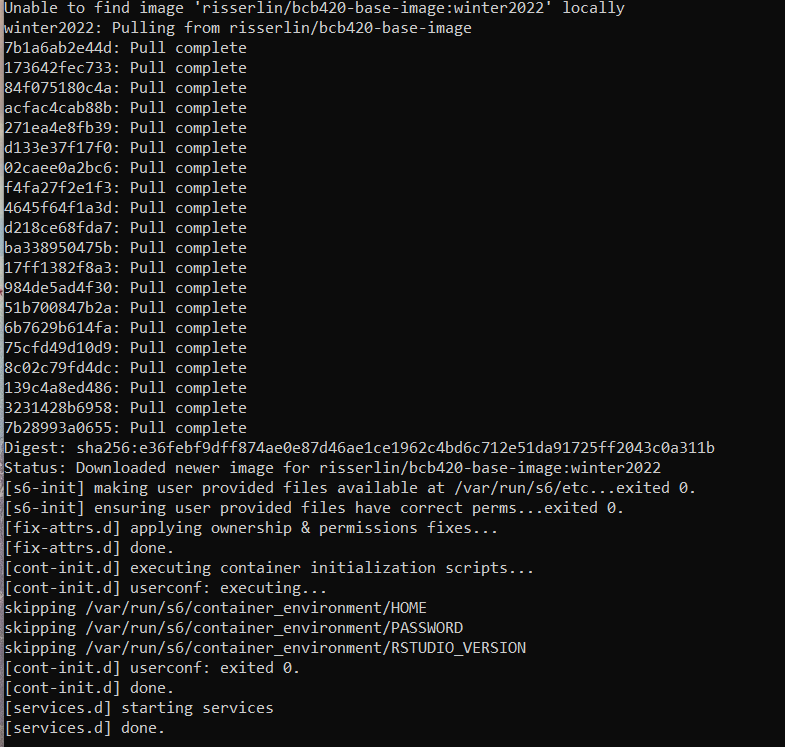 Unable to find image 'risserlin/bcb420-base-image:winter2022' locally
winter2022: Pulling from risserlin/bcb420-base-image
7b1a6ab2e44d: Pull complete
173642fec733: Pull complete
84f075180c4a: Pull complete
acfac4cab88b: Pull complete
271ea4e8fb39: Pull complete
d133e37f17f0: Pull complete
02caee0a2bc6: Pull complete
f4fa27f2e1f3: Pull complete
4645f64f1a3d: Pull complete
d218ce68fda7: Pull complete
ba338950475b: Pull complete
17ff1382f8a3: Pull complete
984de5ad4f30: Pull complete
51b700847b2a: Pull complete
6b7629b614fa: Pull complete
75cfd49d10d9: Pull complete
8c02c79fd4dc: Pull complete
139c4a8ed486: Pull complete
3231428b6958: Pull complete
7b28993a0655: Pull complete
Digest: sha256:e36febf9dff874ae0e87d46ae1ce1962c4bd6c712e51da91725ff2043c0a311b
Status: Downloaded newer image for risserlin/bcb420-base-image:winter2022
[s6-init] making user provided files available at /var/run/s6/etc...exited 0.
[s6-init] ensuring user provided files have correct perms...exited 0.
[fix-attrs.d] applying ownership & permissions fixes...
[fix-attrs.d] done.
[cont-init.d] executing container initialization scripts...
[cont-init.d] userconf: executing...
skipping /var/run/s6/container_environment/HOME
skipping /var/run/s6/container_environment/PASSWORD
skipping /var/run/s6/container_environment/RSTUDIO_VERSION
[cont-init.d] userconf: exited 0.
[cont-init.d] done.
[services.d] starting services
[services.d] done.